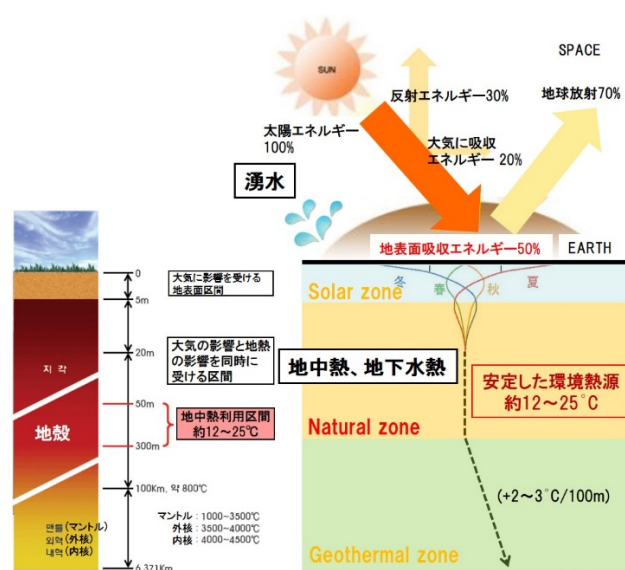 SUN
SPACE
反射エネルギー30%
地球放射70%
太陽エネルギー
100%
大気に吸収
エネルギー 20%
湧水
地表面吸収エネルギー50%
EARTH
冬
春
秋
夏
Solar zone
地中熱、地下水熱
安定した環境熱源
約12～25℃
Natural zone
(+2～3℃/100m)
Geothermal zone
0
大気に影響を受ける
地表面区間
5m
20m
大気の影響と地熱
の影響を同時に
受ける区間
지 각
50m
地殻
地中熱利用区間
約12～25℃
300m
100Km, 약 800℃
맨틀(マントル)
외핵(外核)
내핵(内核)
マントル : 1000~3500℃
外核 : 3500~4000℃
内核 : 4000~4500℃
6,371Km